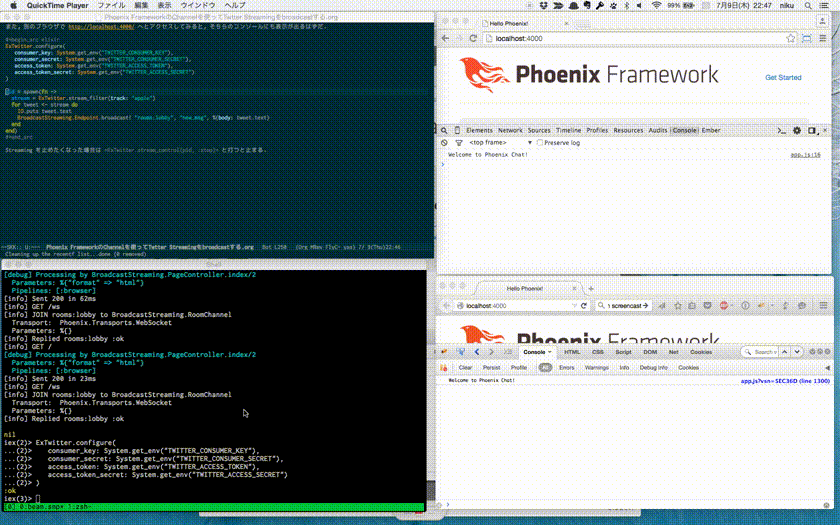 QuickTime Player ファイル 編集 表示 ウインドウ ヘルプ
99% 7月9日(木) 22:47 niku
Phoenix FrameworkのChannelを使ってTwitter Streamingをbroadcastする.org
また，別のブラウザで http://localhost:4000/ へとアクセスしてみると，そちらのコンソールにも表示が出るはずだ．
#+begin_src elixir
ExTwitter.configure(
consumer_key: System.get_env("TWITTER_CONSUMER_KEY"),
consumer_secret: System.get_env("TWITTER_CONSUMER_SECRET"),
access_token: System.get_env("TWITTER_ACCESS_TOKEN"),
access_token_secret: System.get_env("TWITTER_ACCESS_SECRET")
)
pid = spawn(fn ->
stream = ExTwitter.stream_filter(track: "apple")
for tweet <- stream do
IO.puts tweet.text
BroadcastStreaming.Endpoint.broadcast! "rooms:lobby", "new_msg", %{body: tweet.text}
end
end)
#+end_src
Streaming を止めたくなった場合は =ExTwitter.stream_control(pid, :stop)= と打つと止まる．
Phoenix FrameworkのChannelを使ってTwitter Streamingをbroadcastする.org Bot L250
Cleaning up the recentf list...done (0 removed)
[debug] Processing by BroadcastStreaming.PageController.index/2
Parameters: %{"format" => "html"}
Pipelines: [:browser]
[info] Sent 200 in 62ms
[info] GET /ws
[info] JOIN rooms:lobby to BroadcastStreaming.RoomChannel
Transport: Phoenix.Transports.WebSocket
Parameters: %{}
[info] Replied rooms:lobby :ok
[info] GET /
[debug] Processing by BroadcastStreaming.PageController.index/2
Parameters: %{"format" => "html"}
Pipelines: [:browser]
[info] Sent 200 in 23ms
[info] GET /ws
[info] JOIN rooms:lobby to BroadcastStreaming.RoomChannel
Transport: Phoenix.Transports.WebSocket
Parameters: %{}
[info] Replied rooms:lobby :ok
nil
iex(2)> ExTwitter.configure(
...(2)> consumer_key: System.get_env("TWITTER_CONSUMER_KEY"),
...(2)> consumer_secret: System.get_env("TWITTER_CONSUMER_SECRET"),
...(2)> access_token: System.get_env("TWITTER_ACCESS_TOKEN"),
...(2)> access_token_secret: System.get_env("TWITTER_ACCESS_SECRET")
...(2)> )
:ok
iex(3)>
[0] 0:beam.smp* 1:zsh-
Hello Phoenix!
localhost:4000
Phoenix Framework
Get Started
Elements Network Sources Timeline Profiles Resources Audits Console Ember
<top frame> Preserve log
Welcome to Phoenix Chat! app.js:16
Hello Phoenix!
localhost:4000 screencast
Console HTML CSS Script DOM Net Cookies
Clear Persist Profile All Errors Warnings Info Debug Info Cookies
Welcome to Phoenix Chat! app.js?vsn=SEC36D (line 1300)